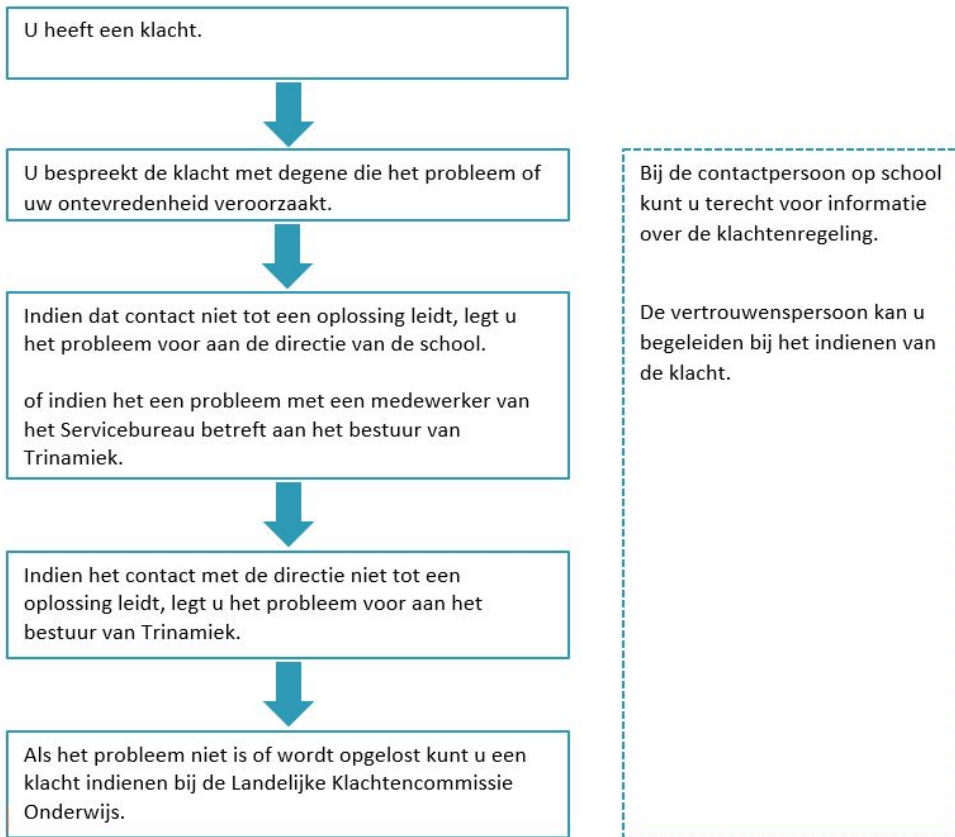 U heeft een klacht.
U bespreekt de klacht met degene die het probleem of
uw ontevredenheid veroorzaakt.
Indien dat contact niet tot een oplossing leidt, legt u
het probleem voor aan de directie van de school.
of indien het een probleem met een medewerker van
het Servicebureau betreft aan het bestuur van
Trinamiek.
Indien het contact met de directie niet tot een
oplossing leidt, legt u het probleem voor aan het
bestuur van Trinamiek.
Als het probleem niet is of wordt opgelost kunt u een
klacht indienen bij de Landelijke Klachtencommissie
Onderwijs.
Bij de contactpersoon op school
kunt u terecht voor informatie
over de klachtenregeling.
De vertrouwenspersoon kan u
begeleiden bij het indienen van
de klacht.